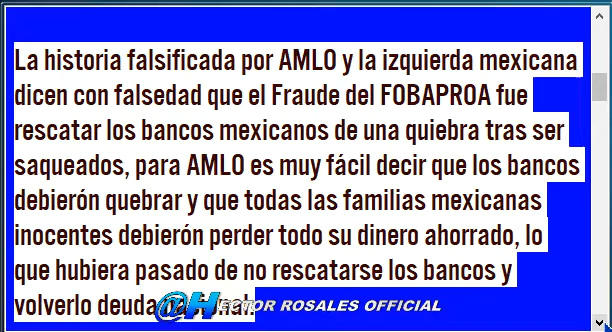 La historia falsificada por AMLO y la izquierda mexicana
dicen con falsedad que el Fraude del FOBAPROA fue
rescatar los bancos mexicanos de una quiebra tras ser
saqueados, para AMLO es muy fácil decir que los bancos
debierón quebrar y que todas las familias mexicanas
inocentes debierón perder todo su dinero ahorrado, lo
que hubiera pasado de no rescatarse los bancos y
volverlo deuda
@HECTOR ROSALES OFFICIAL